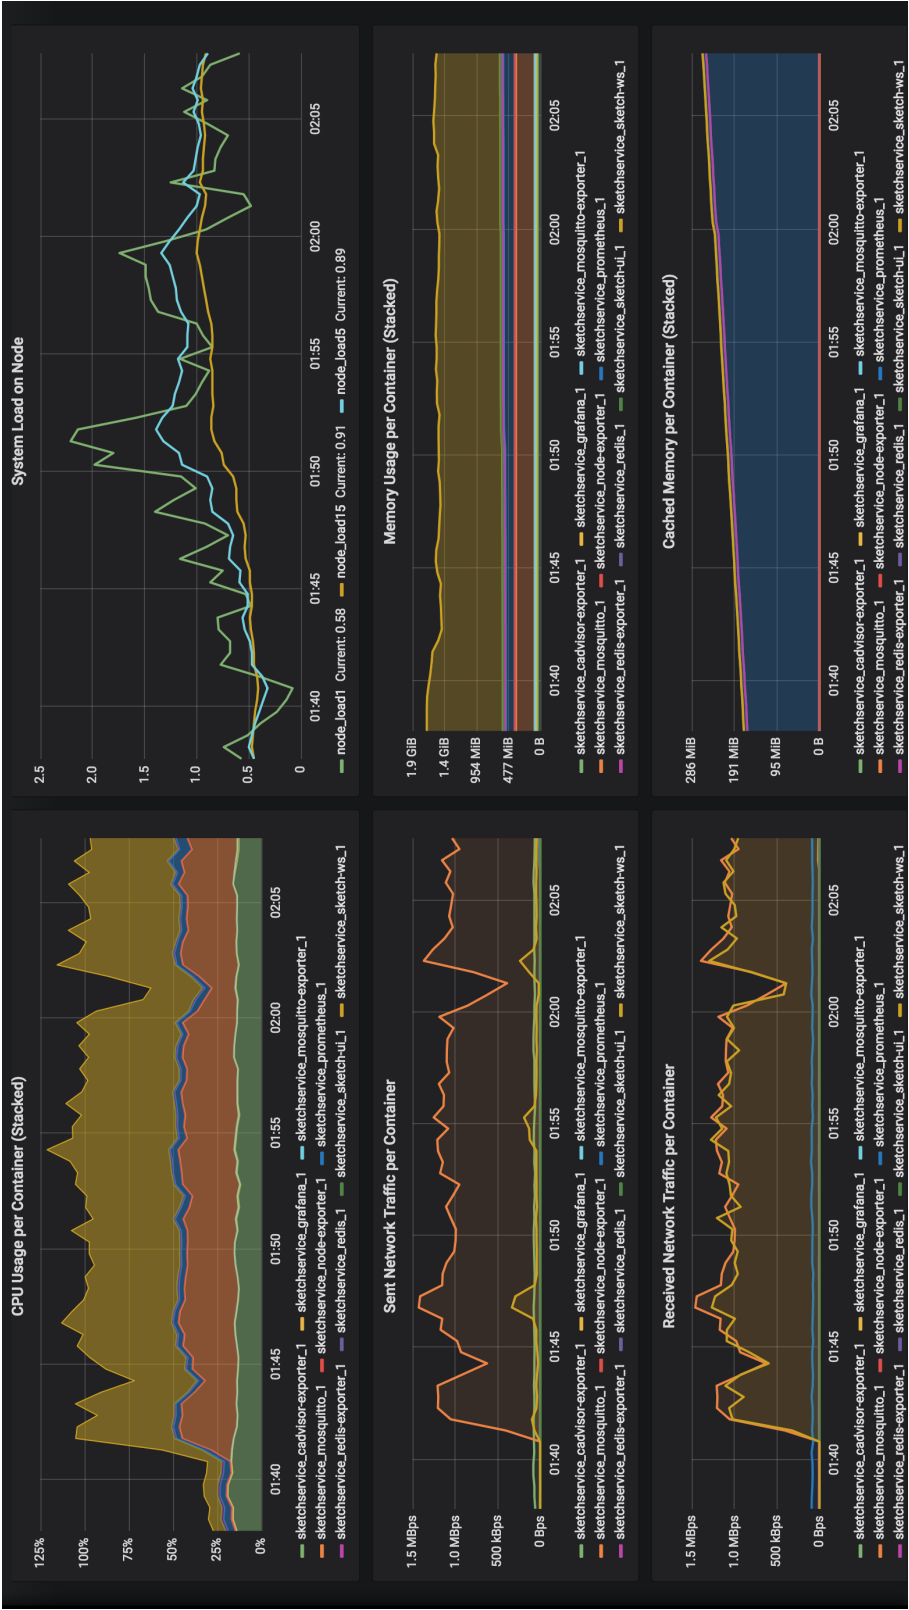 CPU Usage per Container (Stacked)
125%
100%
75%
50%
25%
0%
01:40 01:45 01:50 01:55 02:00 02:05
sketchservice_cadvisor-exporter_1 sketchservice_grafana_1 sketchservice_mosquitto-exporter_1
sketchservice_mosquitto_1 sketchservice_node-exporter_1 sketchservice_prometheus_1
sketchservice_redis-exporter_1 sketchservice_redis_1 sketchservice_sketch-ui_1 sketchservice_sketch-ws_1
System Load on Node
2.5
2.0
1.5
1.0
0.5
0
01:40 01:45 01:50 01:55 02:00 02:05
node_load1 Current: 0.58 node_load15 Current: 0.91 node_load5 Current: 0.89
Sent Network Traffic per Container
1.5 MBps
1.0 MBps
500 kBps
0 Bps
01:40 01:45 01:50 01:55 02:00 02:05
sketchservice_cadvisor-exporter_1 sketchservice_grafana_1 sketchservice_mosquitto-exporter_1
sketchservice_mosquitto_1 sketchservice_node-exporter_1 sketchservice_prometheus_1
sketchservice_redis-exporter_1 sketchservice_redis_1 sketchservice_sketch-ui_1 sketchservice_sketch-ws_1
Memory Usage per Container (Stacked)
1.9 GiB
1.4 GiB
954 MiB
477 MiB
0 B
01:40 01:45 01:50 01:55 02:00 02:05
sketchservice_cadvisor-exporter_1 sketchservice_grafana_1 sketchservice_mosquitto-exporter_1
sketchservice_mosquitto_1 sketchservice_node-exporter_1 sketchservice_prometheus_1
sketchservice_redis-exporter_1 sketchservice_redis_1 sketchservice_sketch-ui_1 sketchservice_sketch-ws_1
Received Network Traffic per Container
1.5 MBps
1.0 MBps
500 kBps
0 Bps
01:40 01:45 01:50 01:55 02:00 02:05
sketchservice_cadvisor-exporter_1 sketchservice_grafana_1 sketchservice_mosquitto-exporter_1
sketchservice_mosquitto_1 sketchservice_node-exporter_1 sketchservice_prometheus_1
sketchservice_redis-exporter_1 sketchservice_redis_1 sketchservice_sketch-ui_1 sketchservice_sketch-ws_1
Cached Memory per Container (Stacked)
286 MiB
191 MiB
95 MiB
0 B
01:40 01:45 01:50 01:55 02:00 02:05
sketchservice_cadvisor-exporter_1 sketchservice_grafana_1 sketchservice_mosquitto-exporter_1
sketchservice_mosquitto_1 sketchservice_node-exporter_1 sketchservice_prometheus_1
sketchservice_redis-exporter_1 sketchservice_redis_1 sketchservice_sketch-ui_1 sketchservice_sketch-ws_1